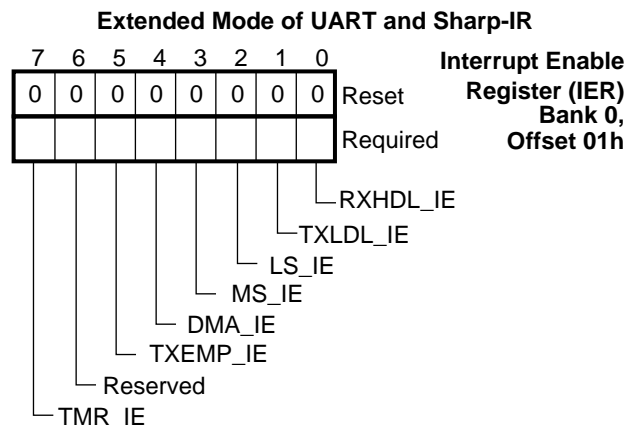 Extended Mode of UART and Sharp-IR
7 6 5 4 3 2 1 0
Interrupt Enable
Register (IER)
Bank 0,
Offset 01h
0 0 0 0 0 0 0 0 Reset
Required
RXHDL_IE
TXLDL_IE
LS_IE
MS_IE
DMA_IE
TXEMP_IE
Reserved
TMR_IE